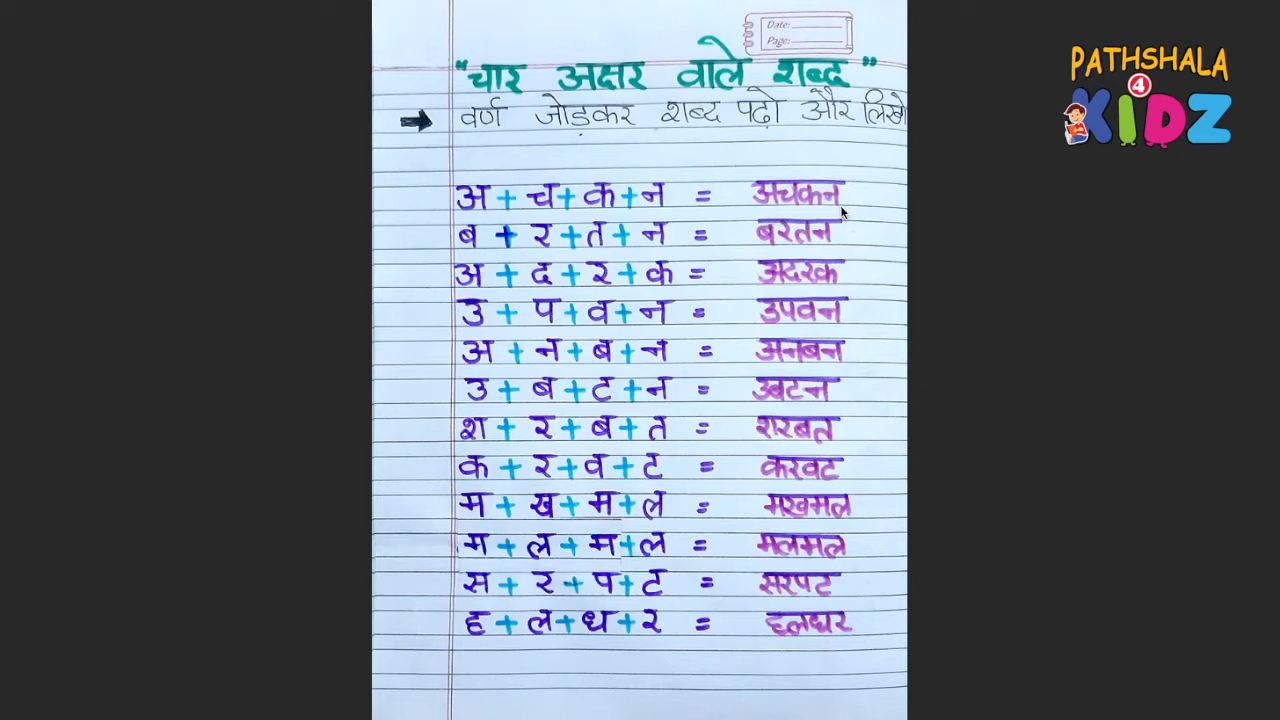 Date:
Page:
PATHSHALA
4
KIDZ
"चार अक्षर वाले शब्द"
→ वर्ण जोड़कर शब्द पढ़ो और लिखो
अ + च + क + न = अचकन
ब + र + त + न = बरतन
अ + द + र + क = अदरक
उ + प + व + न = उपवन
अ + न + ब + न = अनबन
उ + ब + ट + न = उबटन
श + र + ब + त = शरबत
क + र + व + ट = करवट
म + ख + म + ल = मखमल
म + ल + म + ल = मलमल
स + र + प + ट = सरपट
ह + ल + ध + र = हलधर